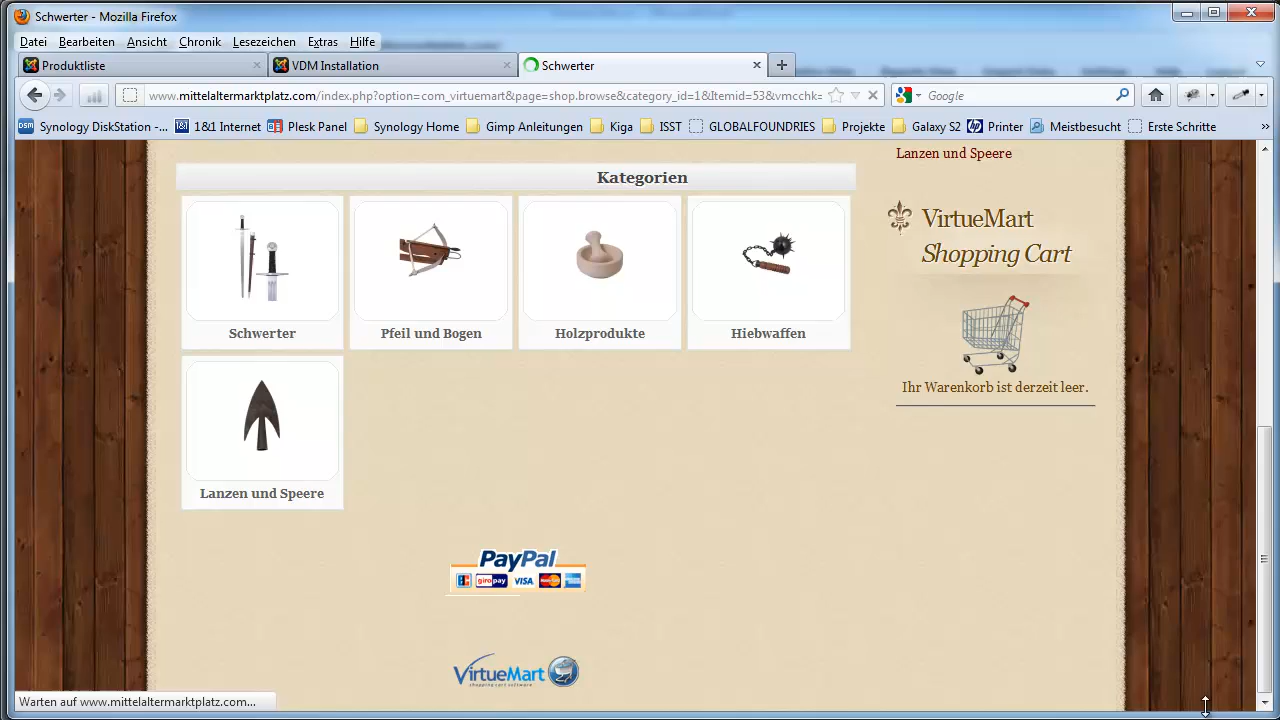 Schwerter - Mozilla Firefox
Datei Bearbeiten Ansicht Chronik Lesezeichen Extras Hilfe
Produktliste VDM Installation Schwerter
www.mittelaltermarktplatz.com/index.php?option=com_virtuemart&page=shop.browse&category_id=1&Itemid=53&vmcchk= Google
Synology DiskStation -... 1&1 Internet Plesk Panel Synology Home Gimp Anleitungen Kiga ISST GLOBALFOUNDRIES Projekte Galaxy S2 Printer Meistbesucht Erste Schritte
Lanzen und Speere
Kategorien
VirtueMart
Shopping Cart
Schwerter Pfeil und Bogen Holzprodukte Hiebwaffen
Ihr Warenkorb ist derzeit leer.
Lanzen und Speere
PayPal
giropay VISA
VirtueMart
shopping cart software
Warten auf www.mittelaltermarktplatz.com...